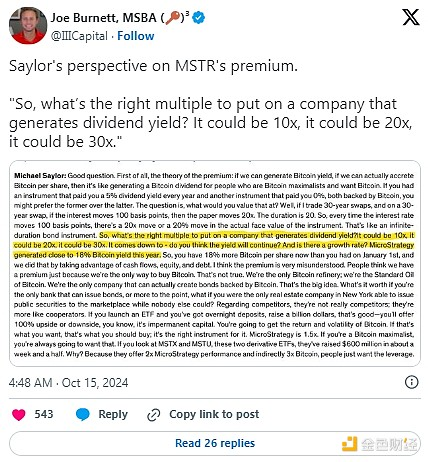 Joe Burnett, MSBA (🔑)³
@IIICapital · Follow
Saylor's perspective on MSTR's premium.
"So, what's the right multiple to put on a company that
generates dividend yield? It could be 10x, it could be 20x,
it could be 30x."
Michael Saylor: Good question. First of all, the theory of the premium: if we can generate Bitcoin yield, if we can actually accrete
Bitcoin per share, then it's like generating a Bitcoin dividend for people who are Bitcoin maximalists and want Bitcoin. If you had
an instrument that paid you a 5% dividend yield every year and another instrument that paid you 0%, both backed by Bitcoin, you
might prefer the former over the latter. The question is, what would you value that at? Well, if I trade 30-year swaps, and on a 30-
year swap, if the interest moves 100 basis points, then the paper moves 20x. The duration is 20. So, every time the interest rate
moves 100 basis points, there's a 20x move or a 20% move in the actual face value of the instrument. That's like an infinite-
duration bond instrument. So, what's the right multiple to put on a company that generates dividend yield?It could be 10x, it
could be 20x, it could be 30x. It comes down to - do you think the yield will continue? And is there a growth rate? MicroStrategy
generated close to 18% Bitcoin yield this year. So, you have 18% more Bitcoin per share now than you had on January 1st, and
we did that by taking advantage of cash flows, equity, and debt. I think the premium is very misunderstood. People think we have
a premium just because we're the only way to buy Bitcoin. That's not true. We're the only Bitcoin refinery; we're the Standard Oil
of Bitcoin. We're the only company that can actually create bonds backed by Bitcoin. That's the big idea. What's it worth if you're
the only bank that can issue bonds, or more to the point, what if you were the only real estate company in New York able to issue
public securities to the marketplace while nobody else could? Regarding competitors, they're not really competitors; they're
more like cooperators. If you launch an ETF and you've got overnight deposits, raise a billion dollars, that's good—you'll offer
100% upside or downside, you know, it's impermanent capital. You're going to get the return and volatility of Bitcoin. If that's
what you want, that's what you should buy; it's the right instrument for it. MicroStrategy is 1.5x. If you're a Bitcoin maximalist,
you're always going to want that. If you look at MSTX and MSTU, these two derivative ETFs, they've raised $600 million in about a
week and a half. Why? Because they offer 2x MicroStrategy performance and indirectly 3x Bitcoin, people just want the leverage.
4:48 AM · Oct 15, 2024
543 Reply Copy link to post
Read 26 replies
金色财经